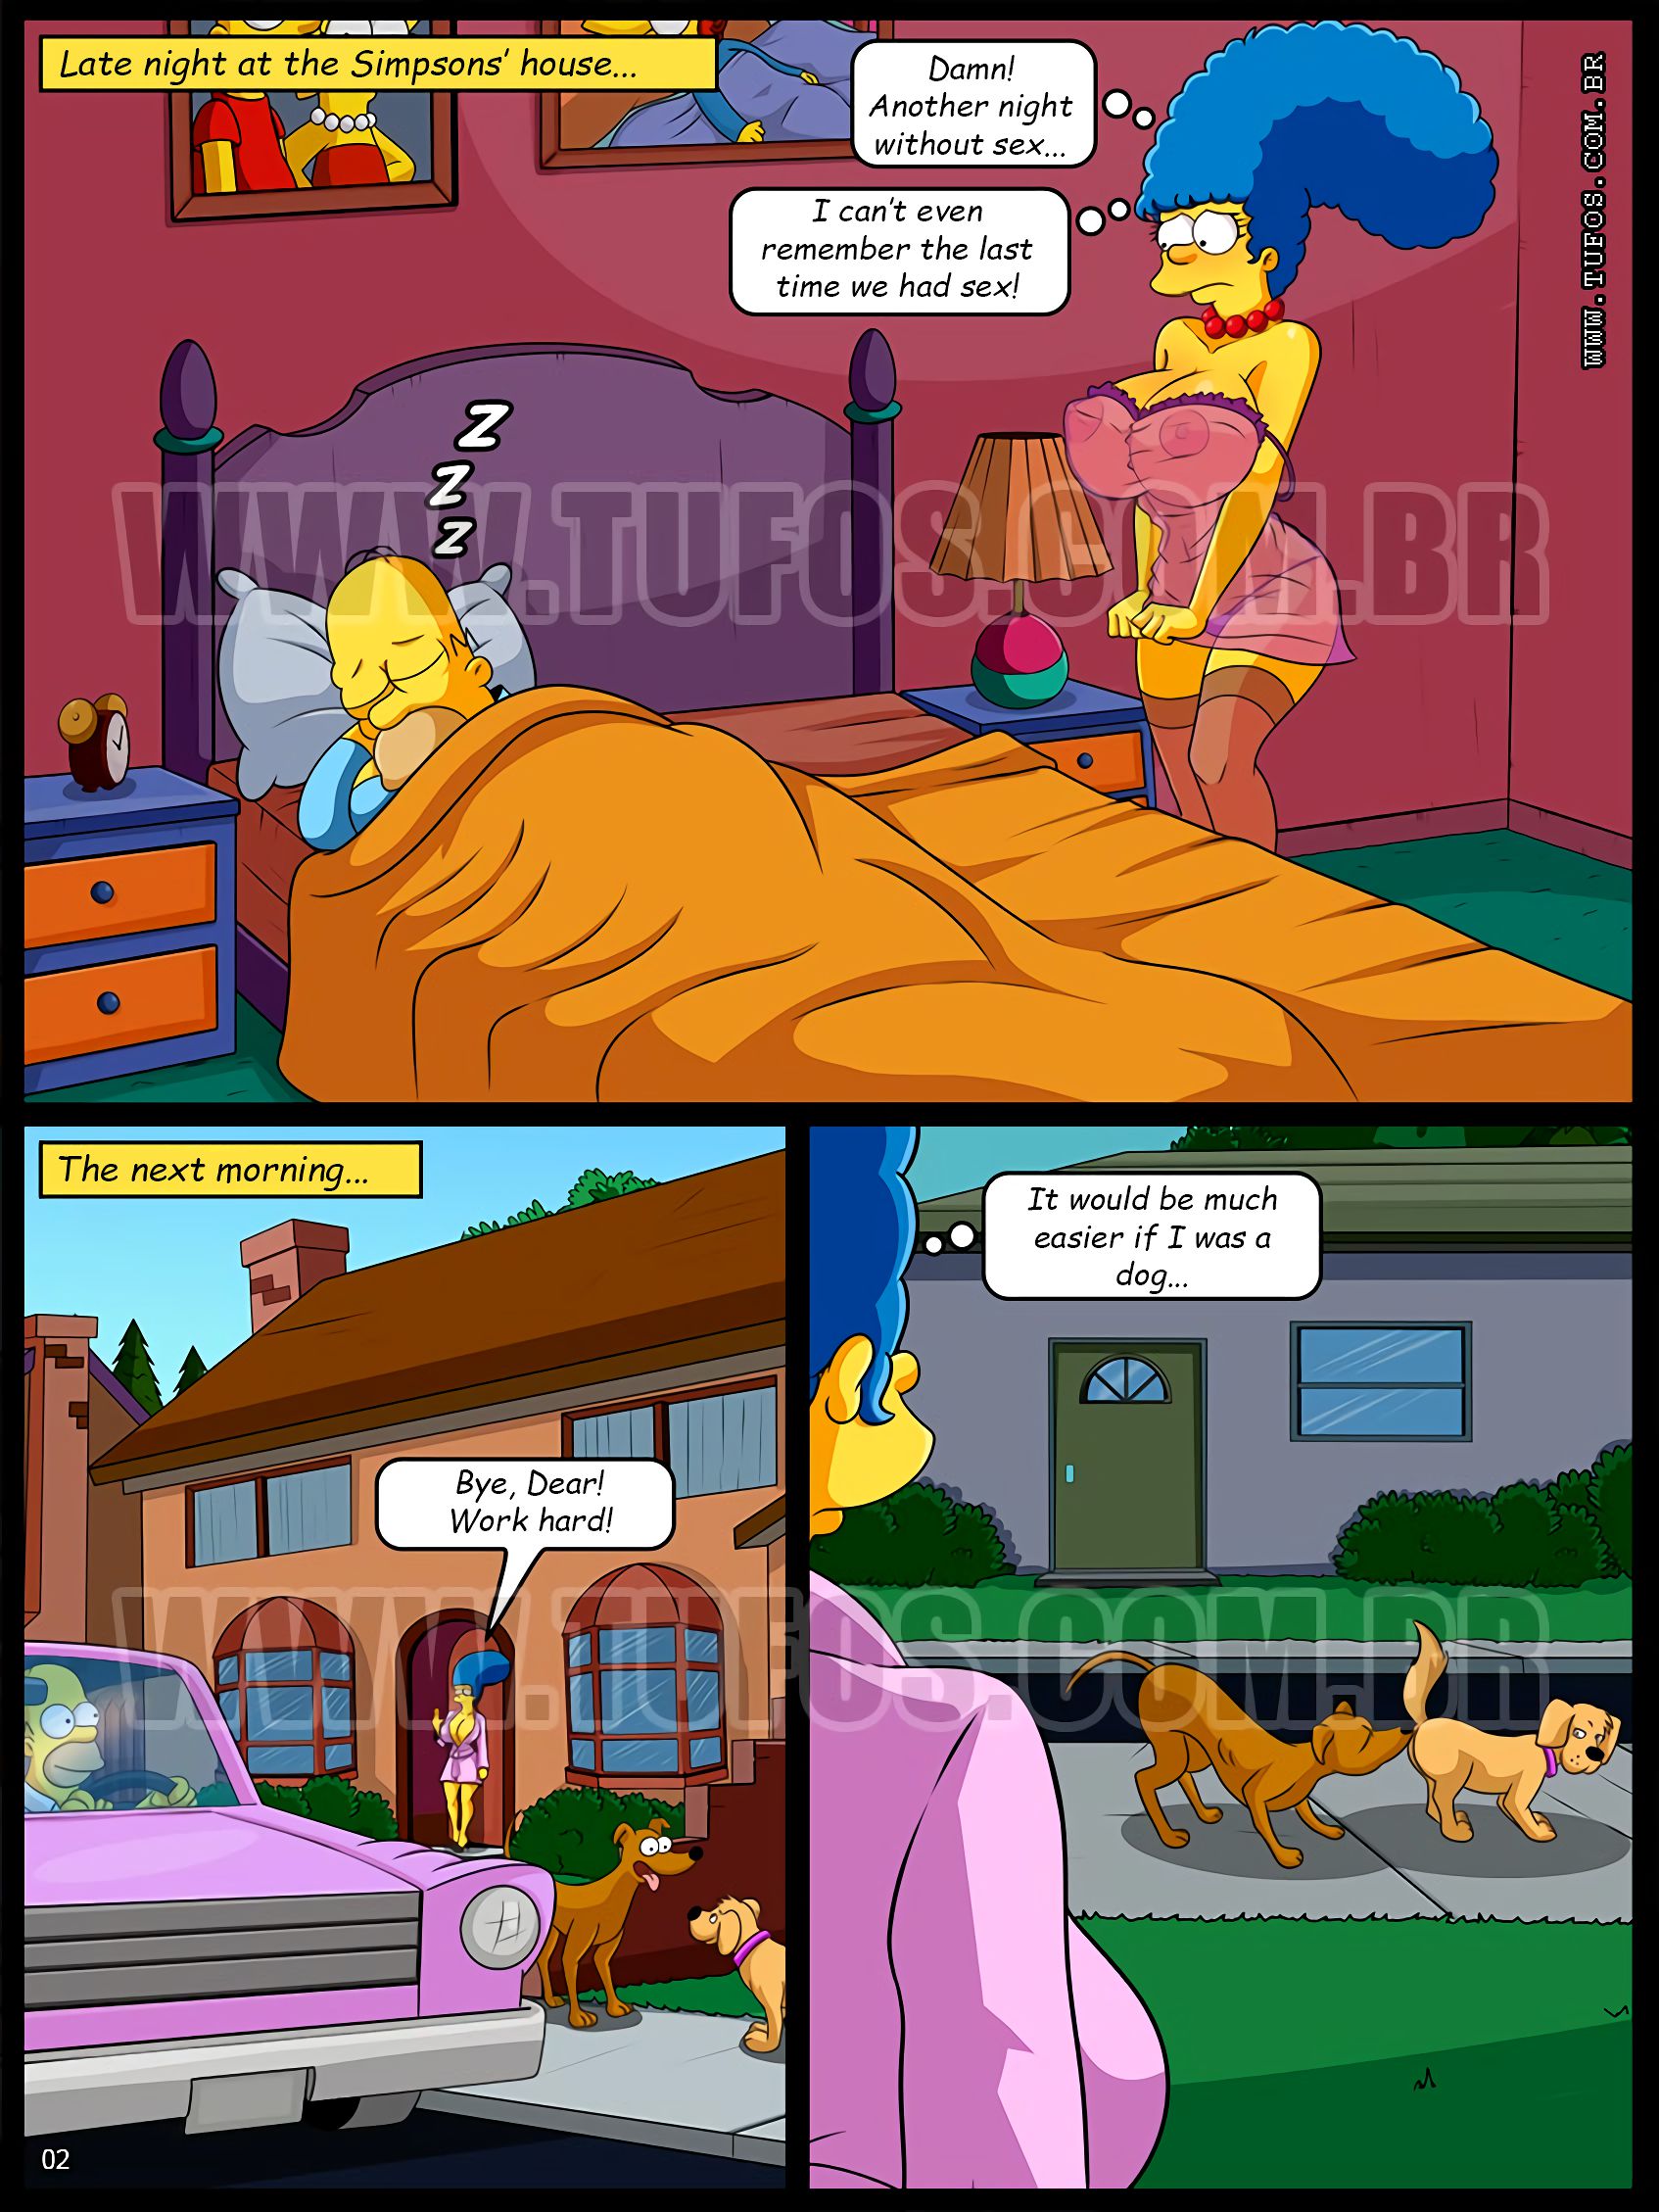 Late night at the Simpsons' house...
Damn!
Another night
without sex...
I can't even
remember the last
time we had sex!
WWW.TUFOS.COM.BR
Z
Z
Z
WWW.TUFOS.COM.BR
The next morning...
Bye, Dear!
Work hard!
It would be much
easier if I was a
dog...
WWW.TUFOS.COM.BR
02